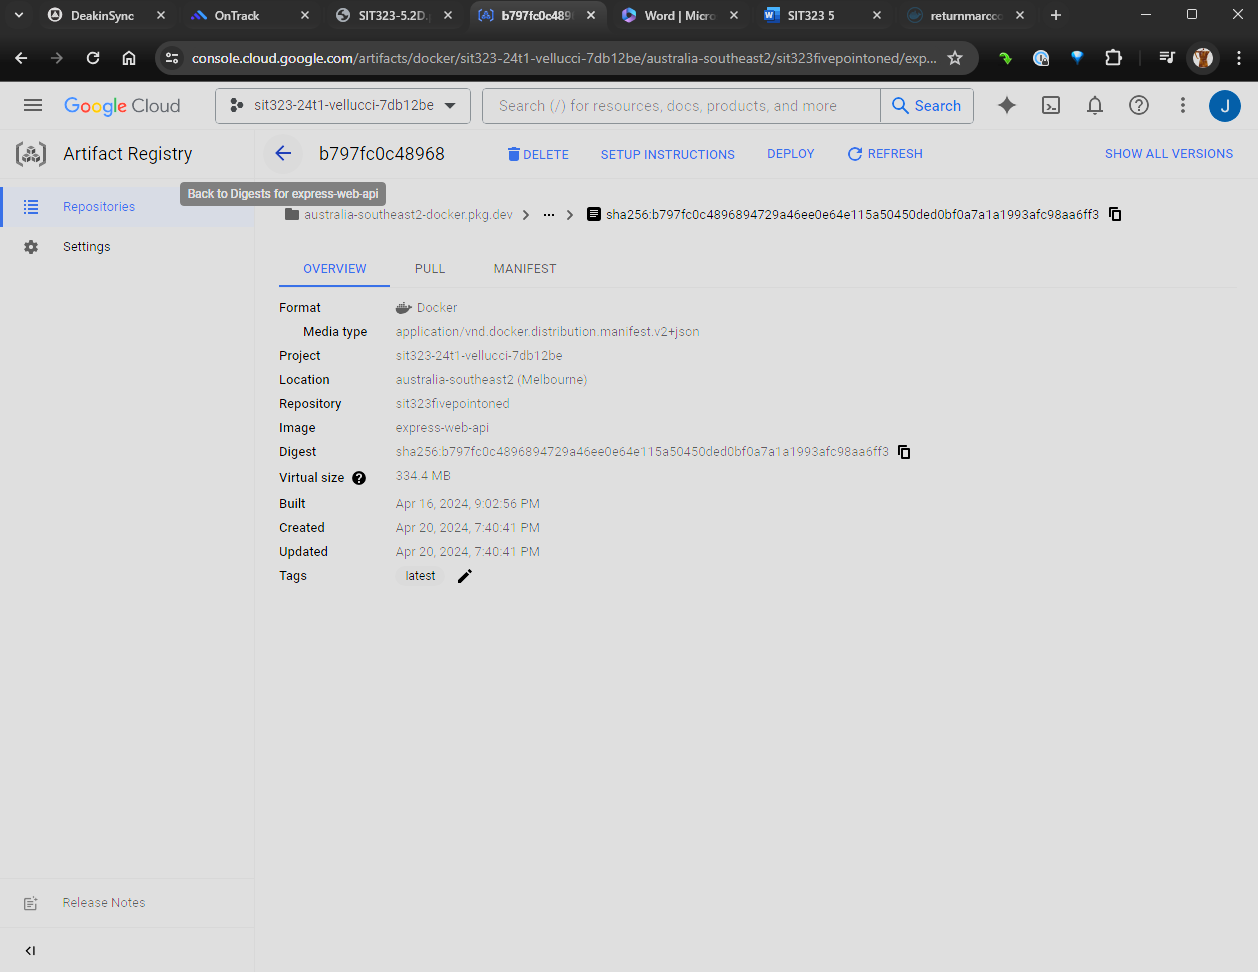 DeakinSync
OnTrack
SIT323-5.2D.
b797fc0c489
Word | Micro
SIT323 5
returnmarco
console.cloud.google.com/artifacts/docker/sit323-24t1-vellucci-7db12be/australia-southeast2/sit323fivepointoned/exp...
Google Cloud
sit323-24t1-vellucci-7db12be
Search (/) for resources, docs, products, and more
Search
J
Artifact Registry
b797fc0c48968
DELETE
SETUP INSTRUCTIONS
DEPLOY
REFRESH
SHOW ALL VERSIONS
Back to Digests for express-web-api
Repositories
Settings
australia-southeast2-docker.pkg.dev > ... > sha256:b797fc0c4896894729a46ee0e64e115a50450ded0bf0a7a1a1993afc98aa6ff3
OVERVIEW PULL MANIFEST
Format Docker
Media type application/vnd.docker.distribution.manifest.v2+json
Project sit323-24t1-vellucci-7db12be
Location australia-southeast2 (Melbourne)
Repository sit323fivepointoned
Image express-web-api
Digest sha256:b797fc0c4896894729a46ee0e64e115a50450ded0bf0a7a1a1993afc98aa6ff3
Virtual size 334.4 MB
Built Apr 16, 2024, 9:02:56 PM
Created Apr 20, 2024, 7:40:41 PM
Updated Apr 20, 2024, 7:40:41 PM
Tags latest
Release Notes